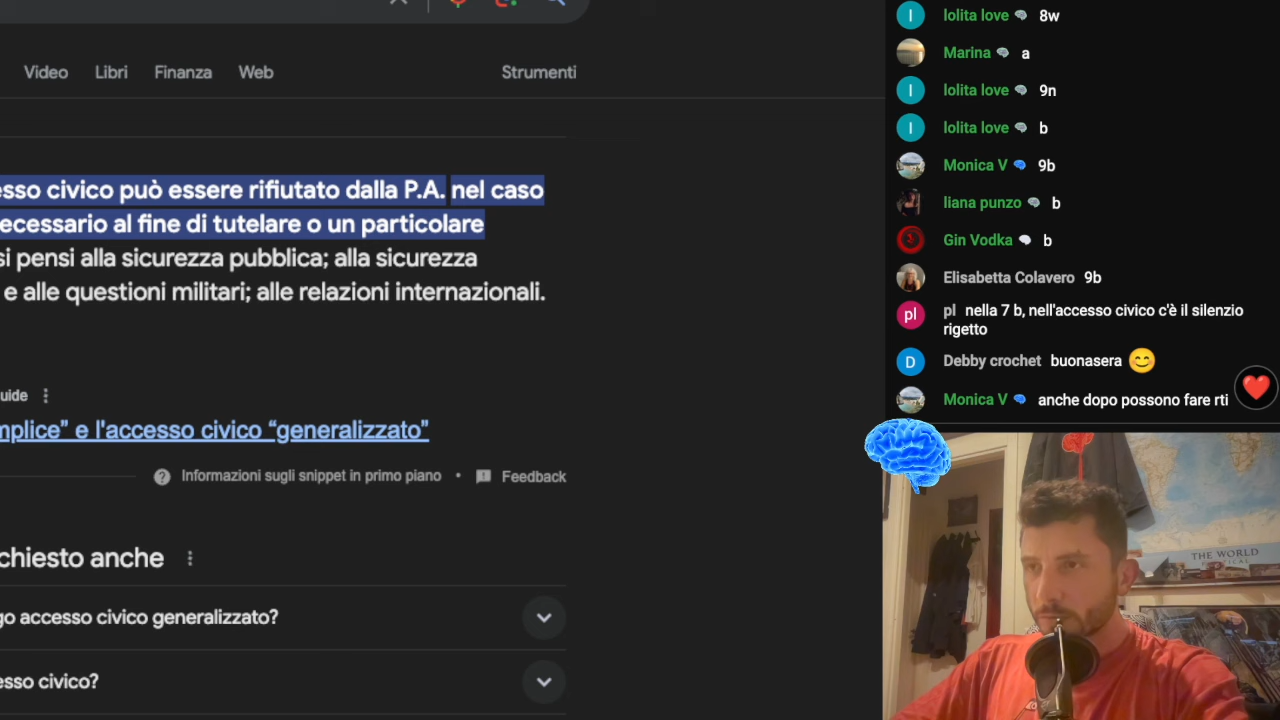 Video Libri Finanza Web Strumenti
esso civico può essere rifiutato dalla P.A. nel caso
ecessario al fine di tutelare o un particolare
si pensi alla sicurezza pubblica; alla sicurezza
e alle questioni militari; alle relazioni internazionali.
uide
mplice” e l'accesso civico “generalizzato”
Informazioni sugli snippet in primo piano • Feedback
chiesto anche
go accesso civico generalizzato?
esso civico?
l lolita love 8w
Marina a
l lolita love 9n
l lolita love b
Monica V 9b
liana punzo b
Gin Vodka b
Elisabetta Colavero 9b
pl pl nella 7 b, nell'accesso civico c'è il silenzio
rigetto
D Debby crochet buonasera
Monica V anche dopo possono fare rti
THE WORLD